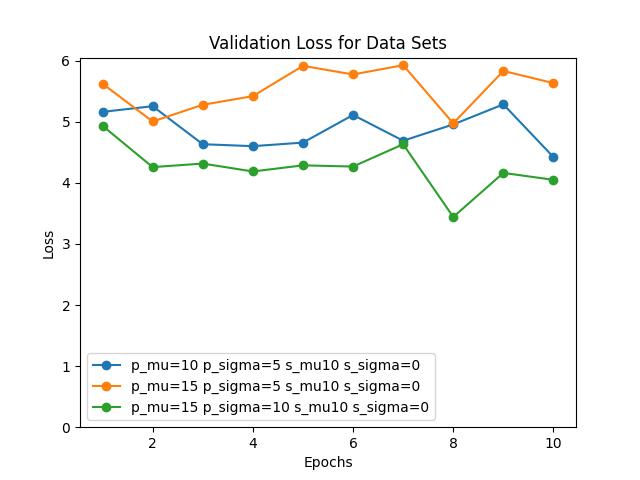 Validation Loss for Data Sets
6
5
4
3
2
1
0
Loss
p_mu=10 p_sigma=5 s_mu10 s_sigma=0
p_mu=15 p_sigma=5 s_mu10 s_sigma=0
p_mu=15 p_sigma=10 s_mu10 s_sigma=0
2 4 6 8 10
Epochs